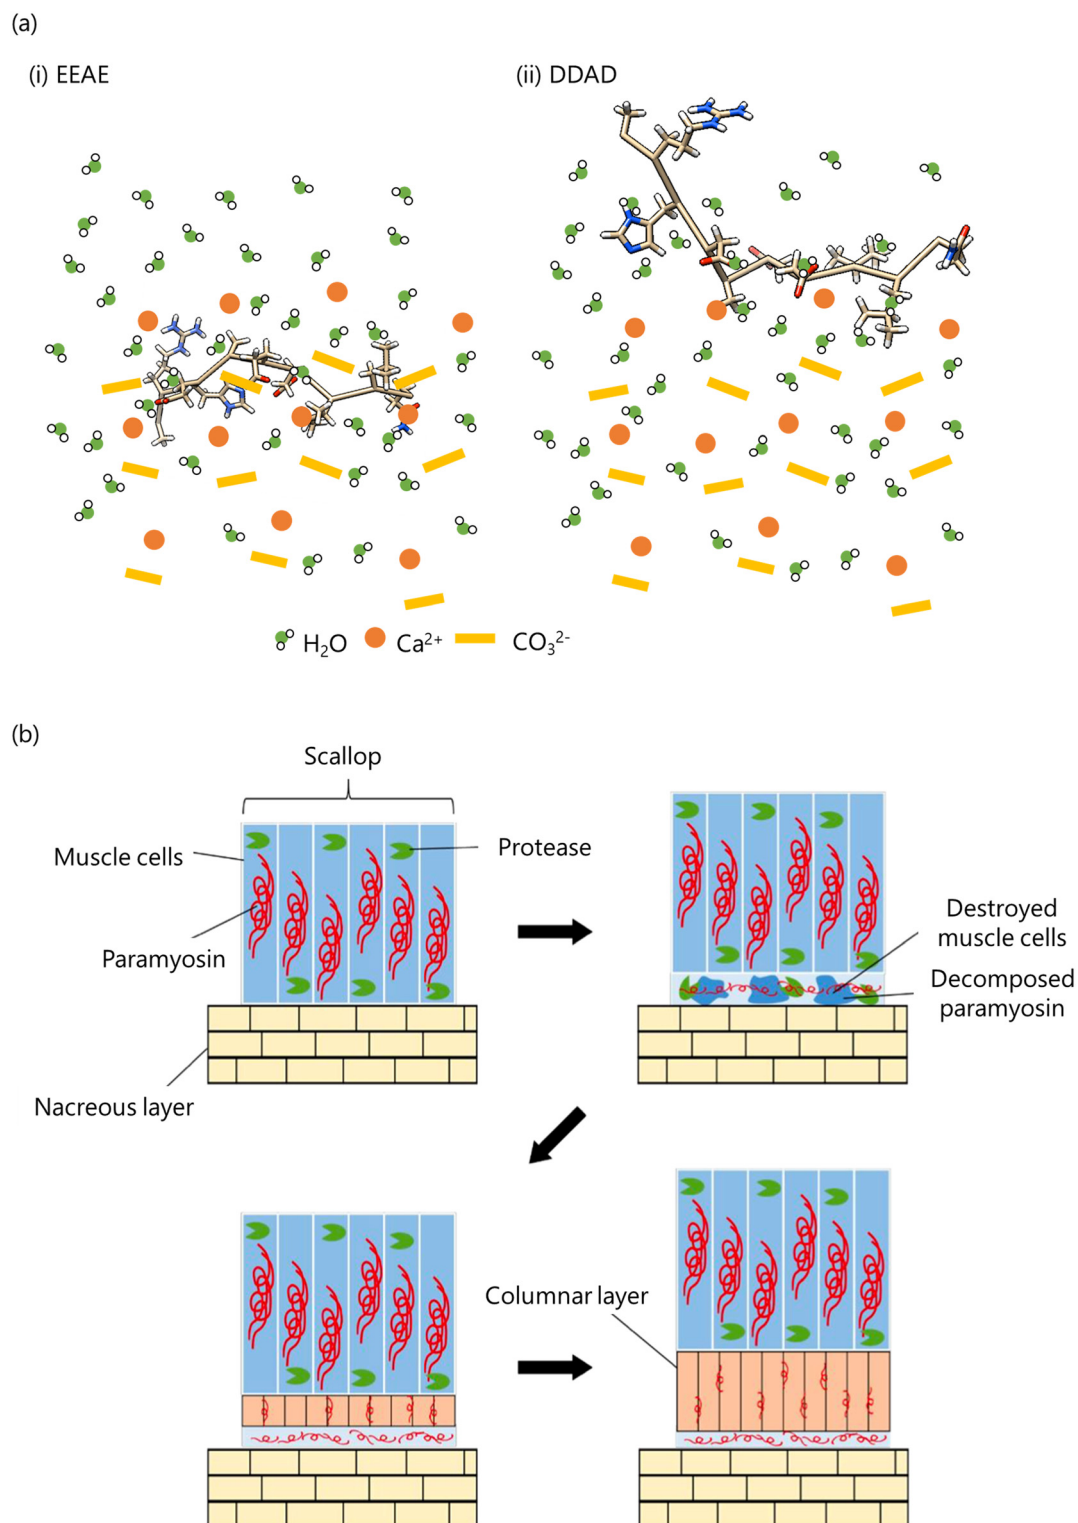 (a)
(i) EEAE
(ii) DDAD
H₂O
Ca²⁺
CO₃²⁻
(b)
Scallop
Muscle cells
Protease
Paramyosin
Destroyed
muscle cells
Decomposed
paramyosin
Nacreous layer
Columnar layer